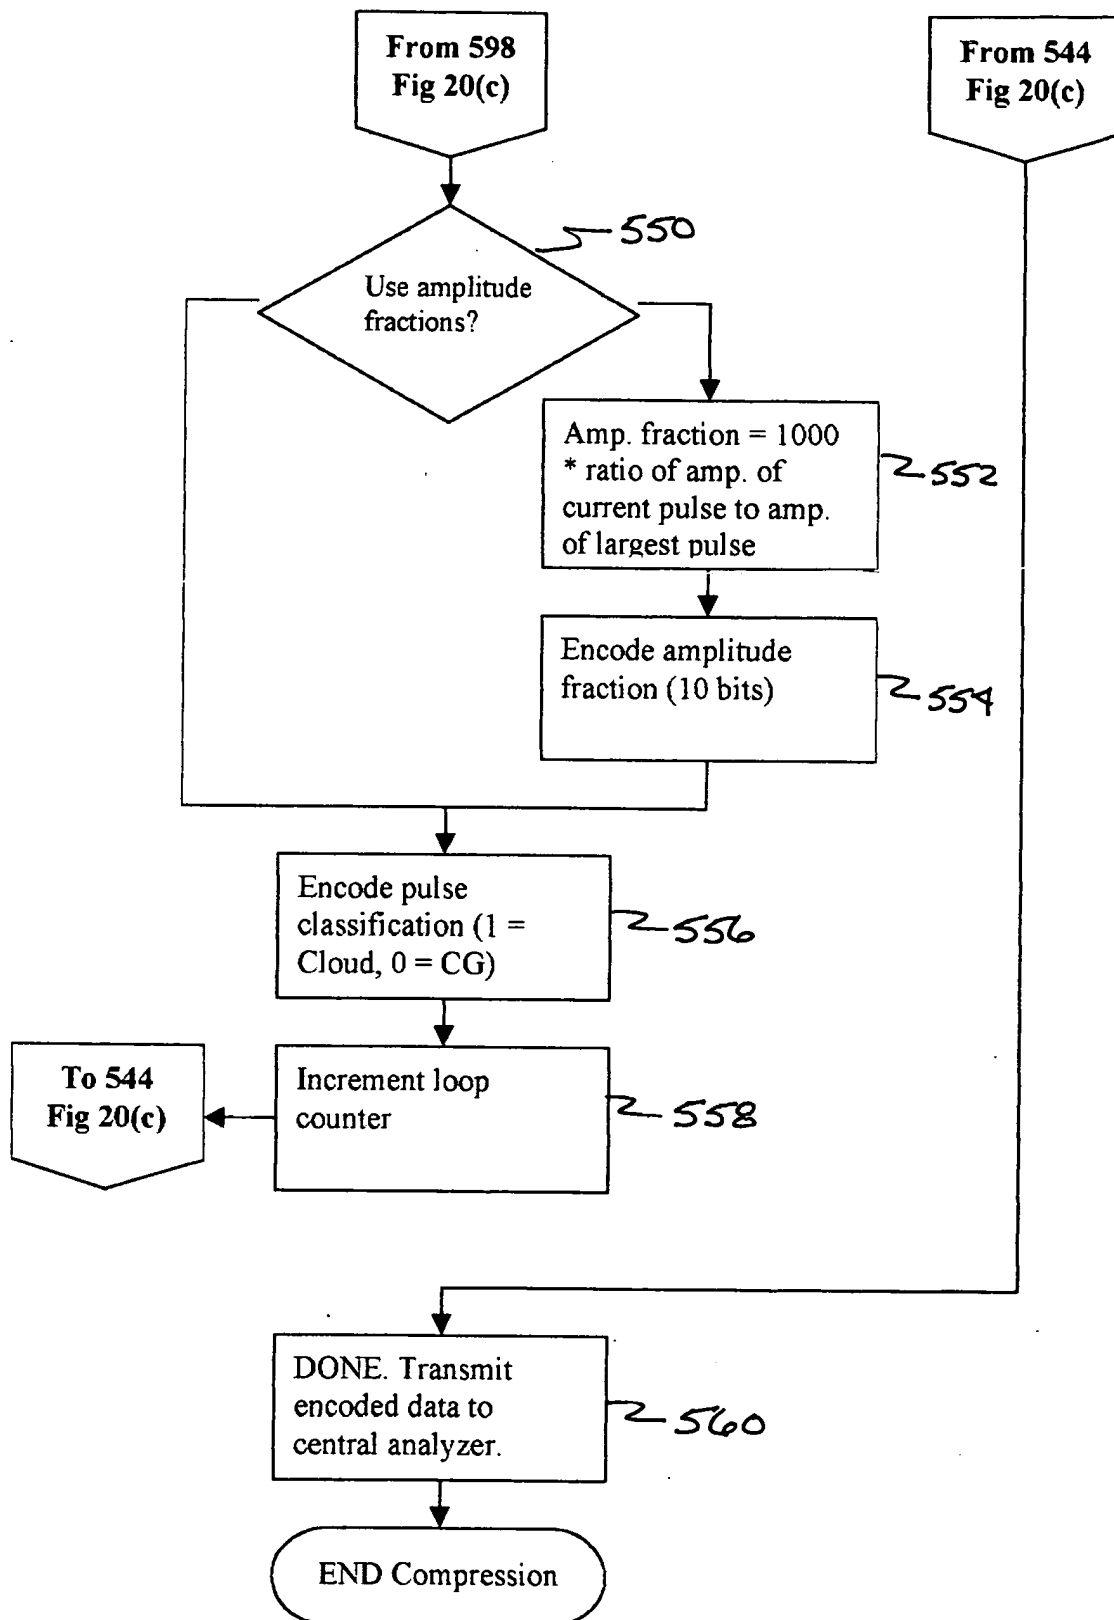 From 598
Fig 20(c)
From 544
Fig 20(c)
550
Use amplitude
fractions?
Amp. fraction = 1000
* ratio of amp. of
current pulse to amp.
of largest pulse
552
Encode amplitude
fraction (10 bits)
554
Encode pulse
classification (1 =
Cloud, 0 = CG)
556
To 544
Fig 20(c)
Increment loop
counter
558
DONE. Transmit
encoded data to
central analyzer.
560
END Compression